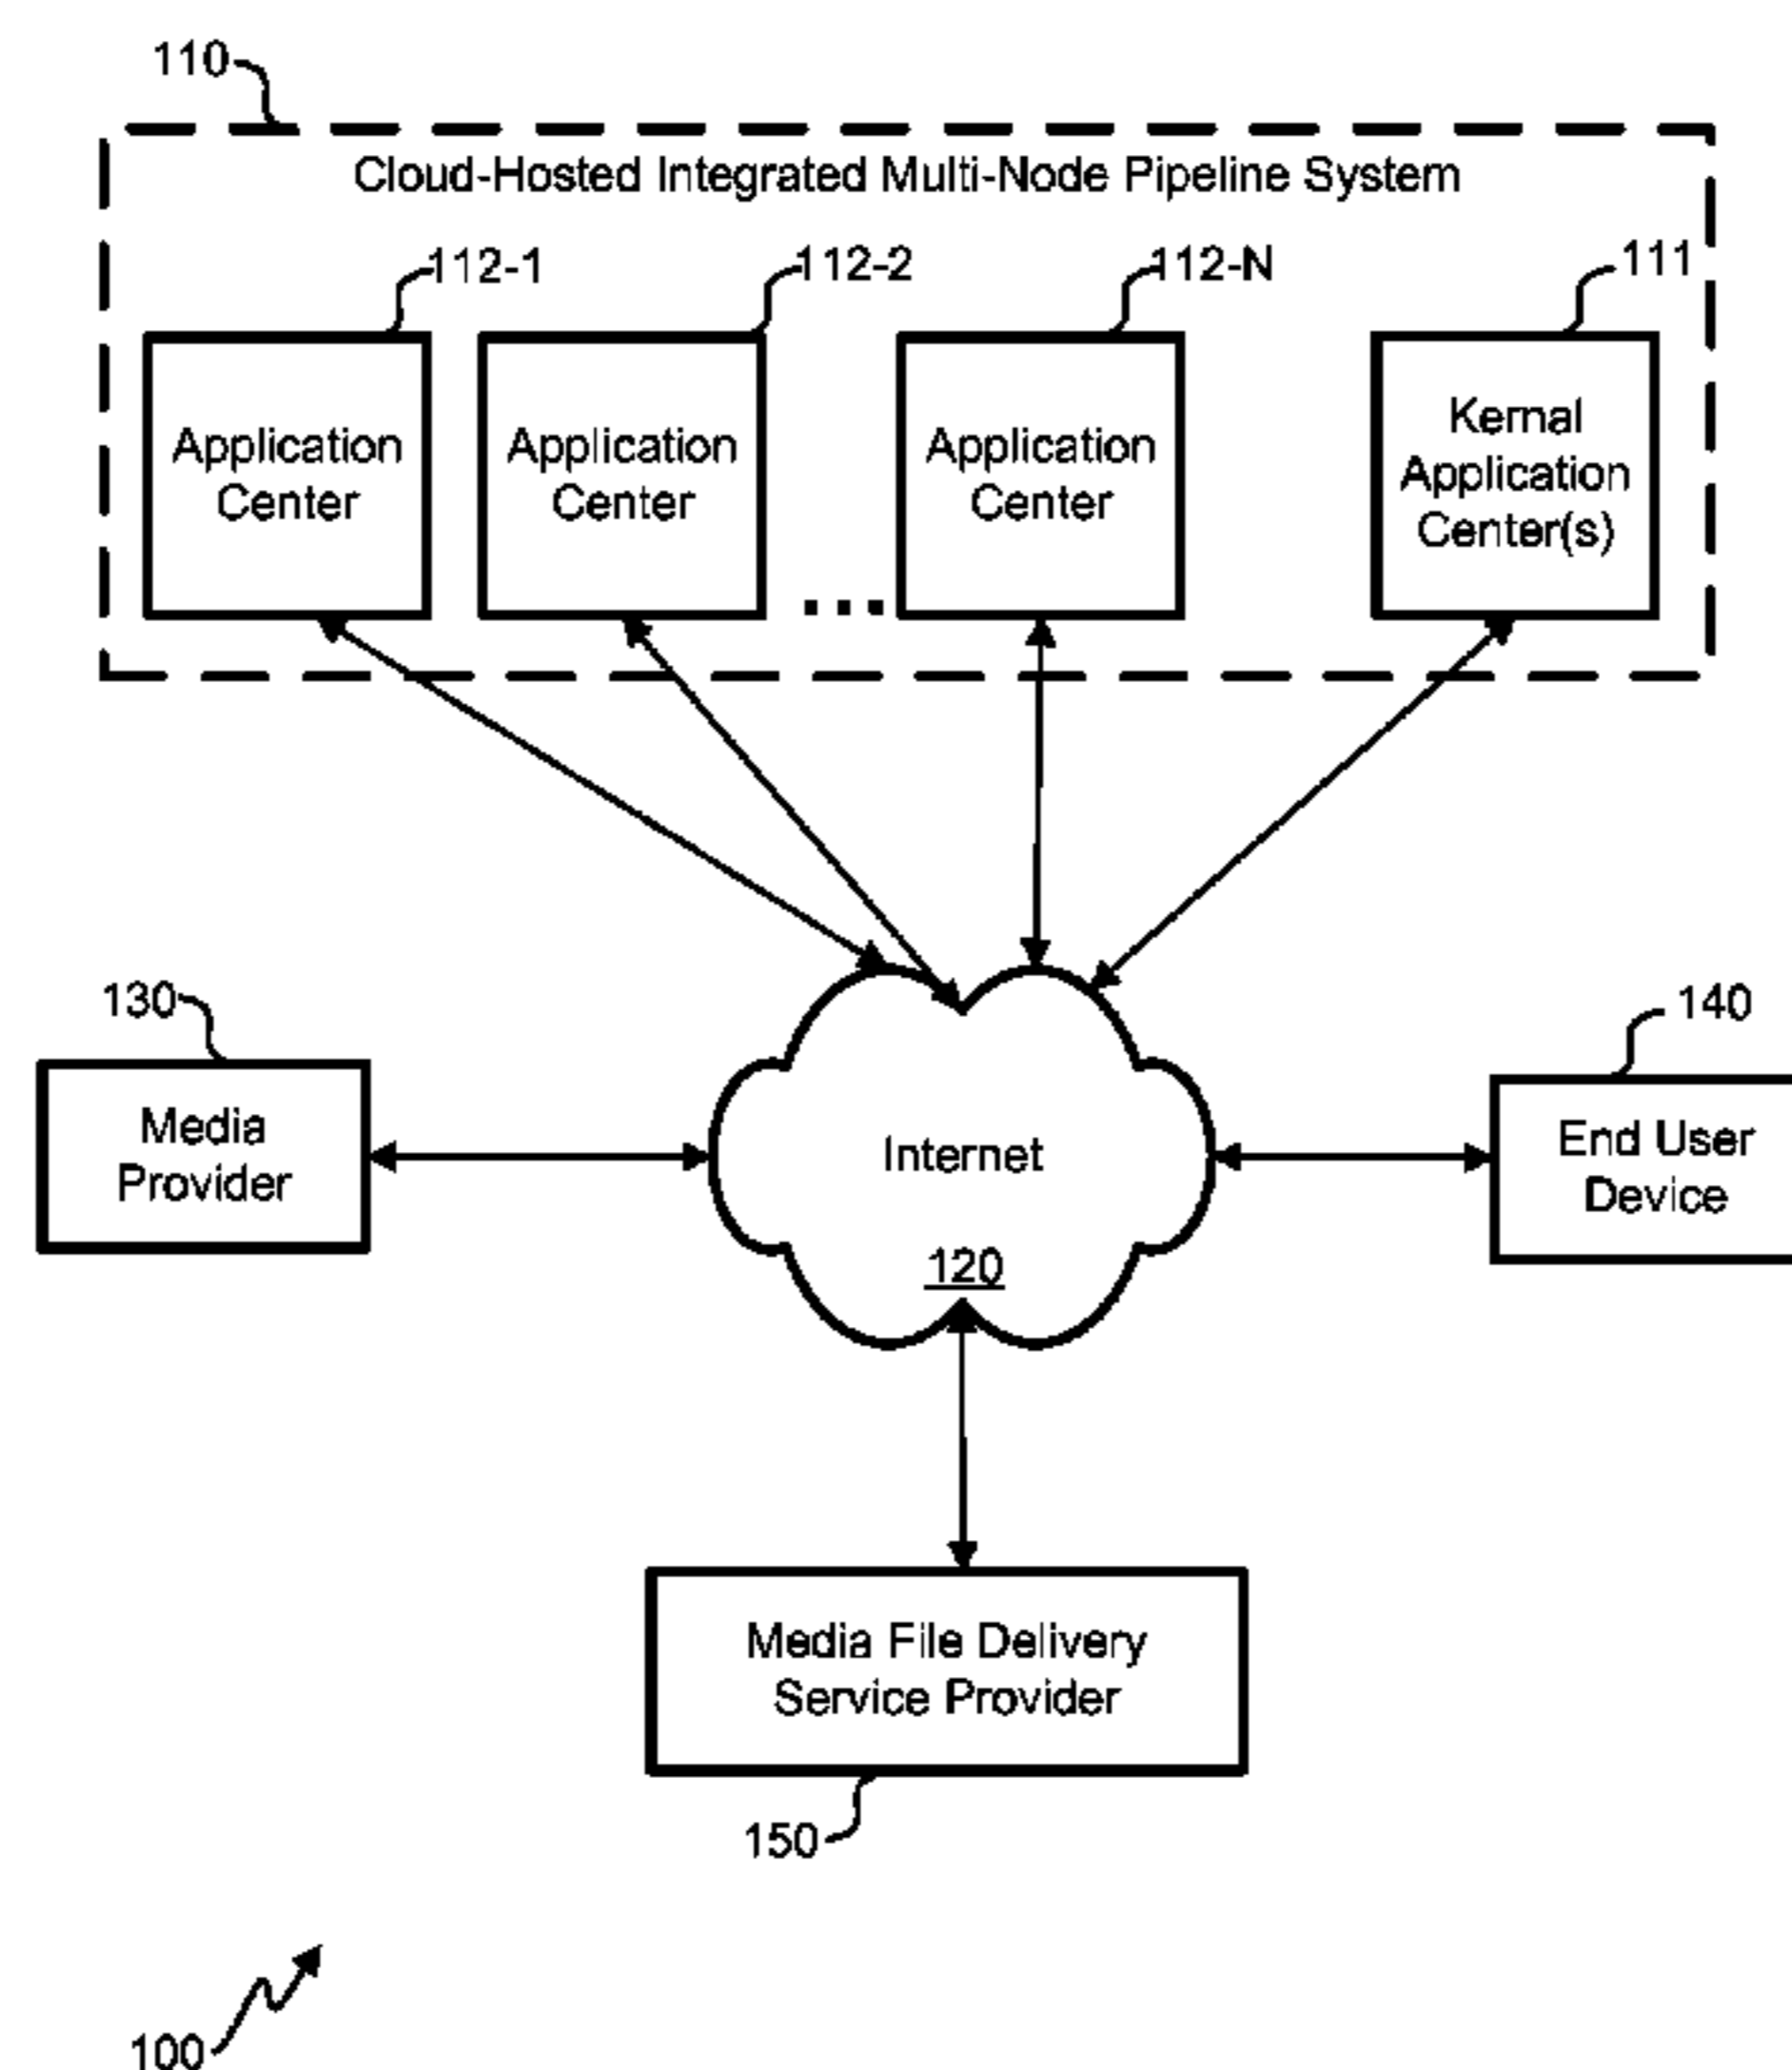 110
Cloud-Hosted Integrated Multi-Node Pipeline System
112-1
112-2
112-N
111
Application
Center
Application
Center
...
Application
Center
Kernal
Application
Center(s)
130
Media
Provider
Internet
120
140
End User
Device
Media File Delivery
Service Provider
150
100